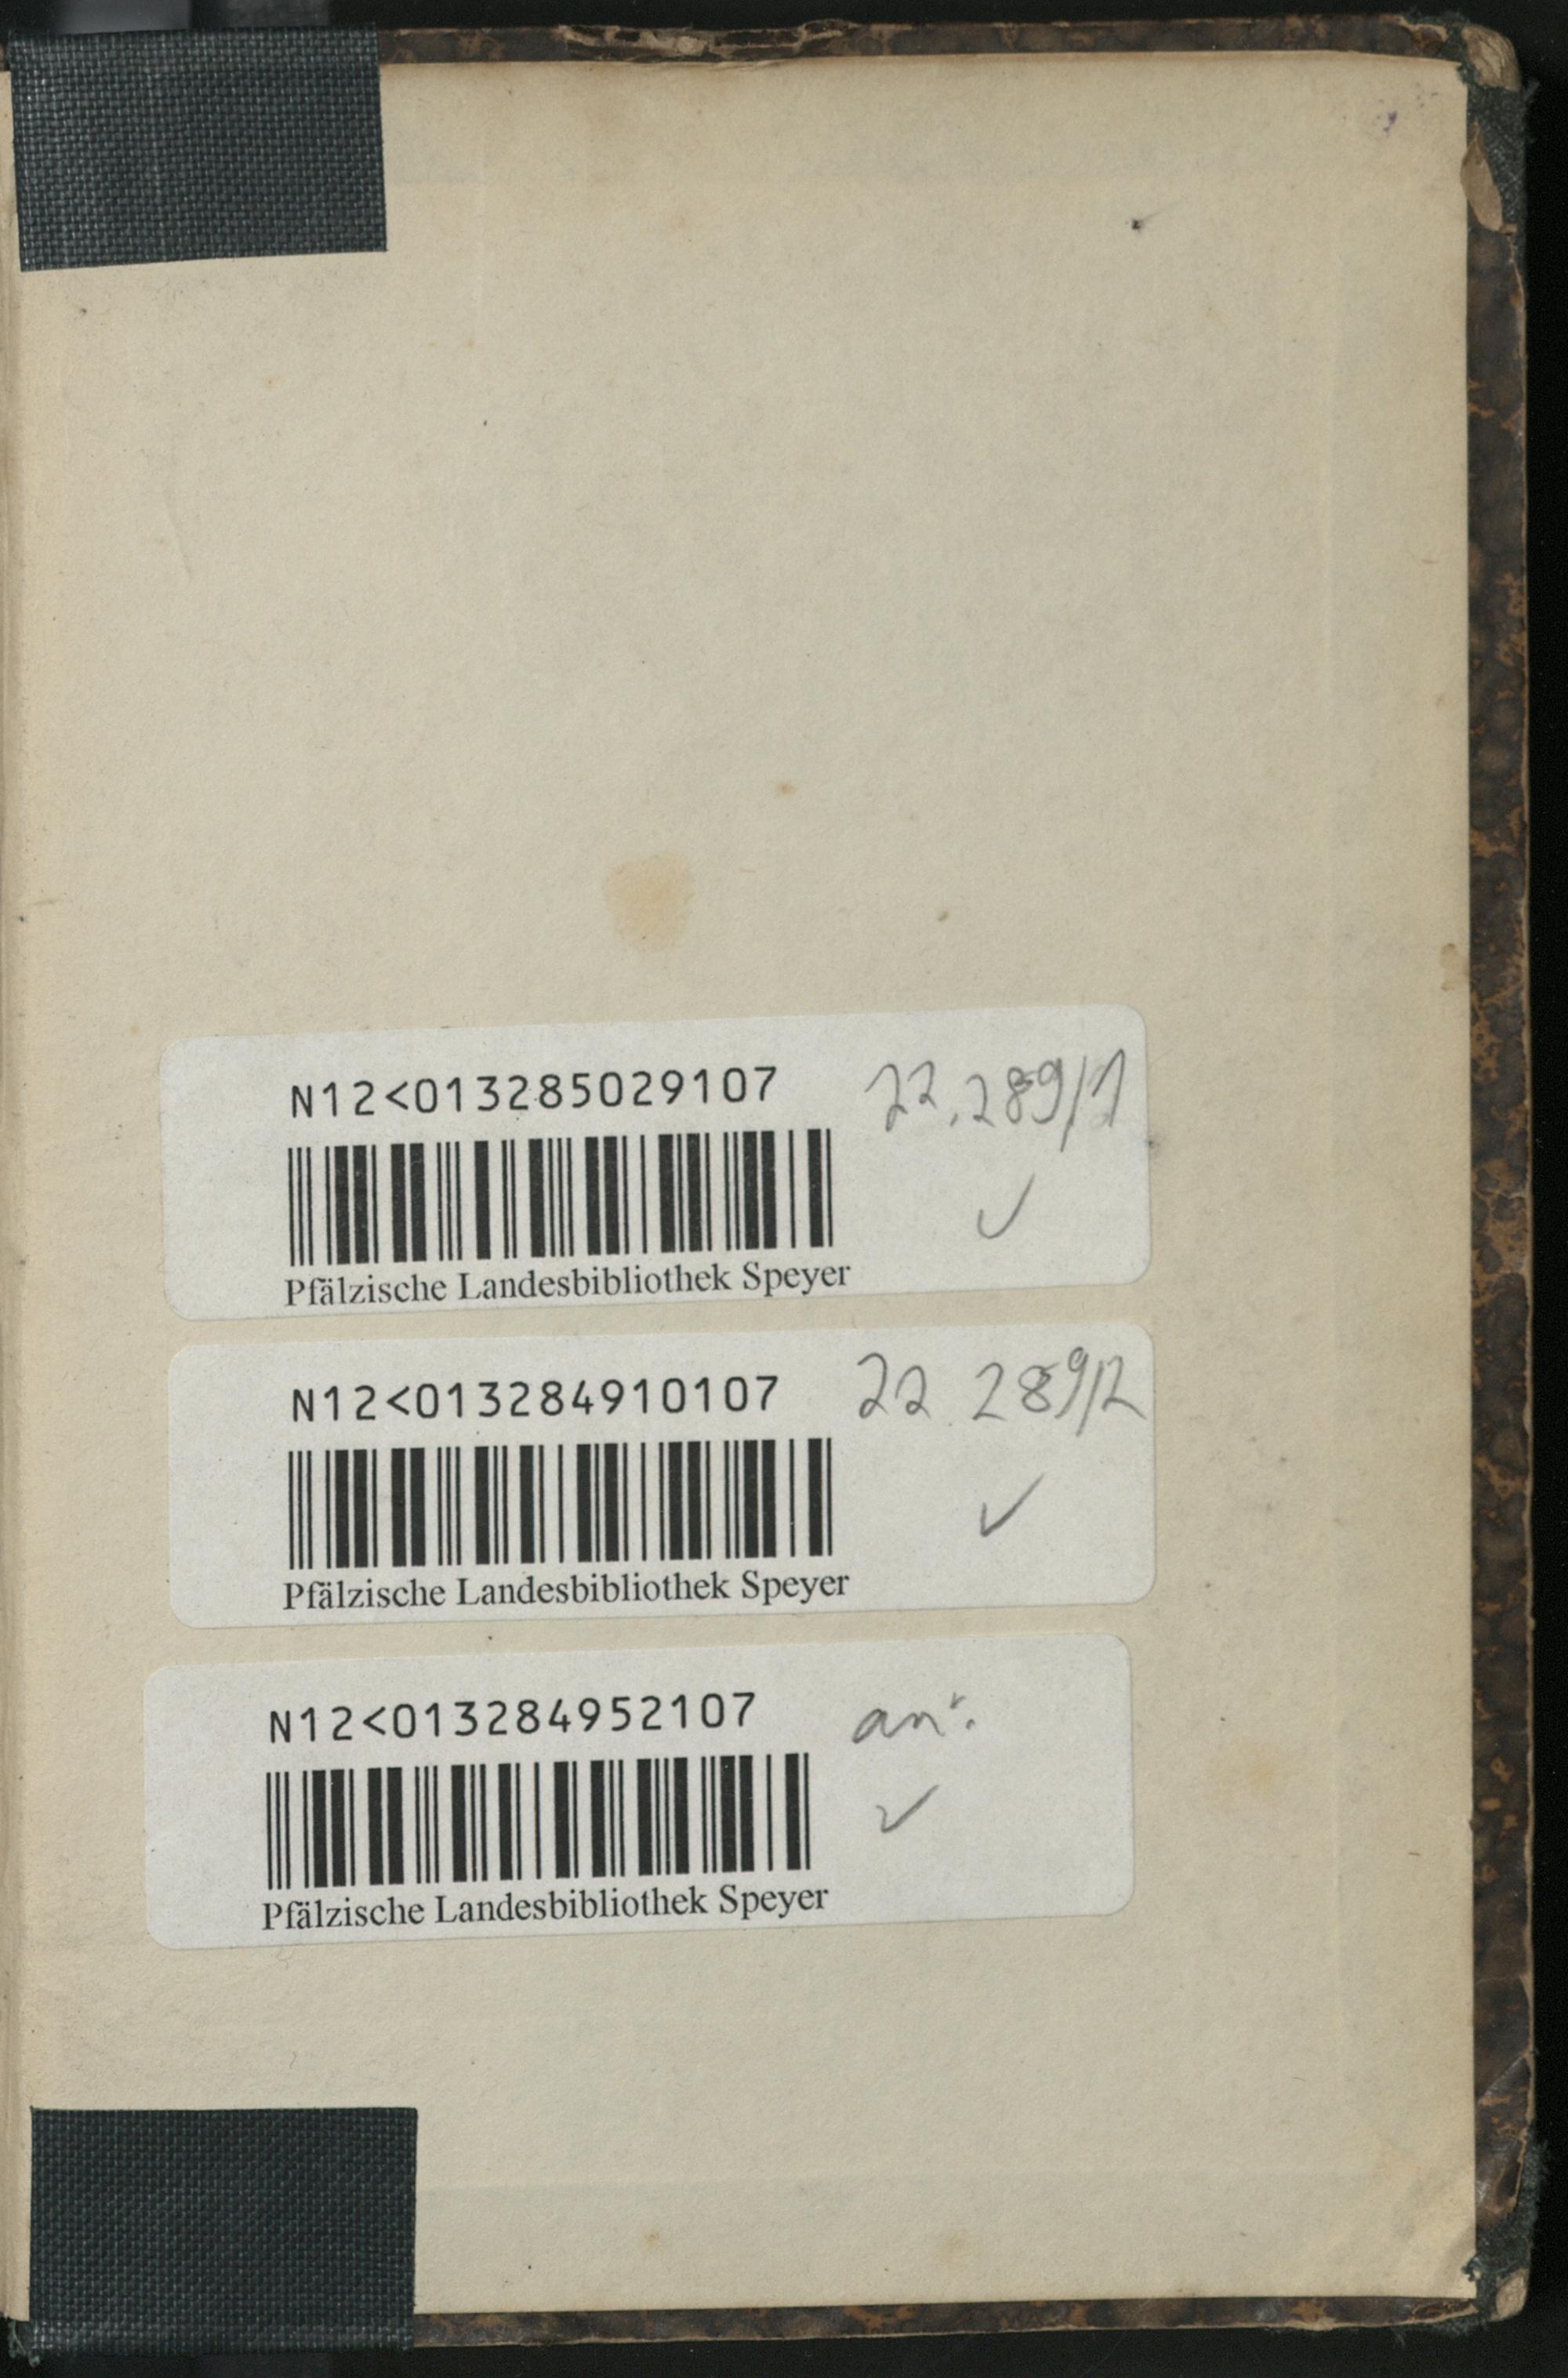 N12<013285029107 22.289/1
✓
Pfälzische Landesbibliothek Speyer
N12<013284910107 22.289/2
✓
Pfälzische Landesbibliothek Speyer
N12<013284952107
✓
Pfälzische Landesbibliothek Speyer